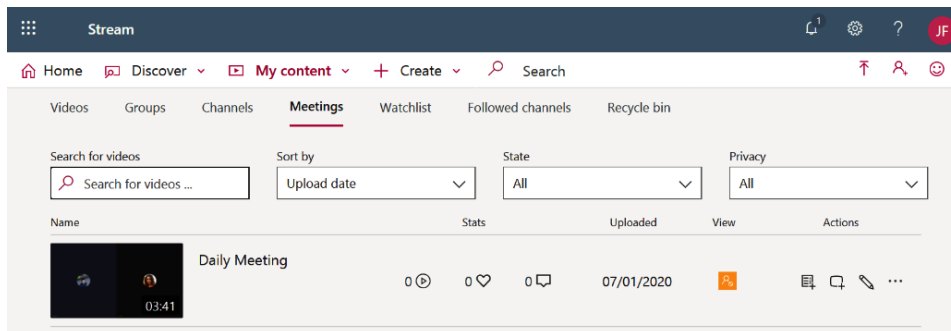 Stream 1 ? JF
Home Discover My content + Create Search
Videos Groups Channels Meetings Watchlist Followed channels Recycle bin
Search for videos Sort by State Privacy
Search for videos ... Upload date All All
Name Stats Uploaded View Actions
Daily Meeting
0 0 0 07/01/2020 ...
03:41